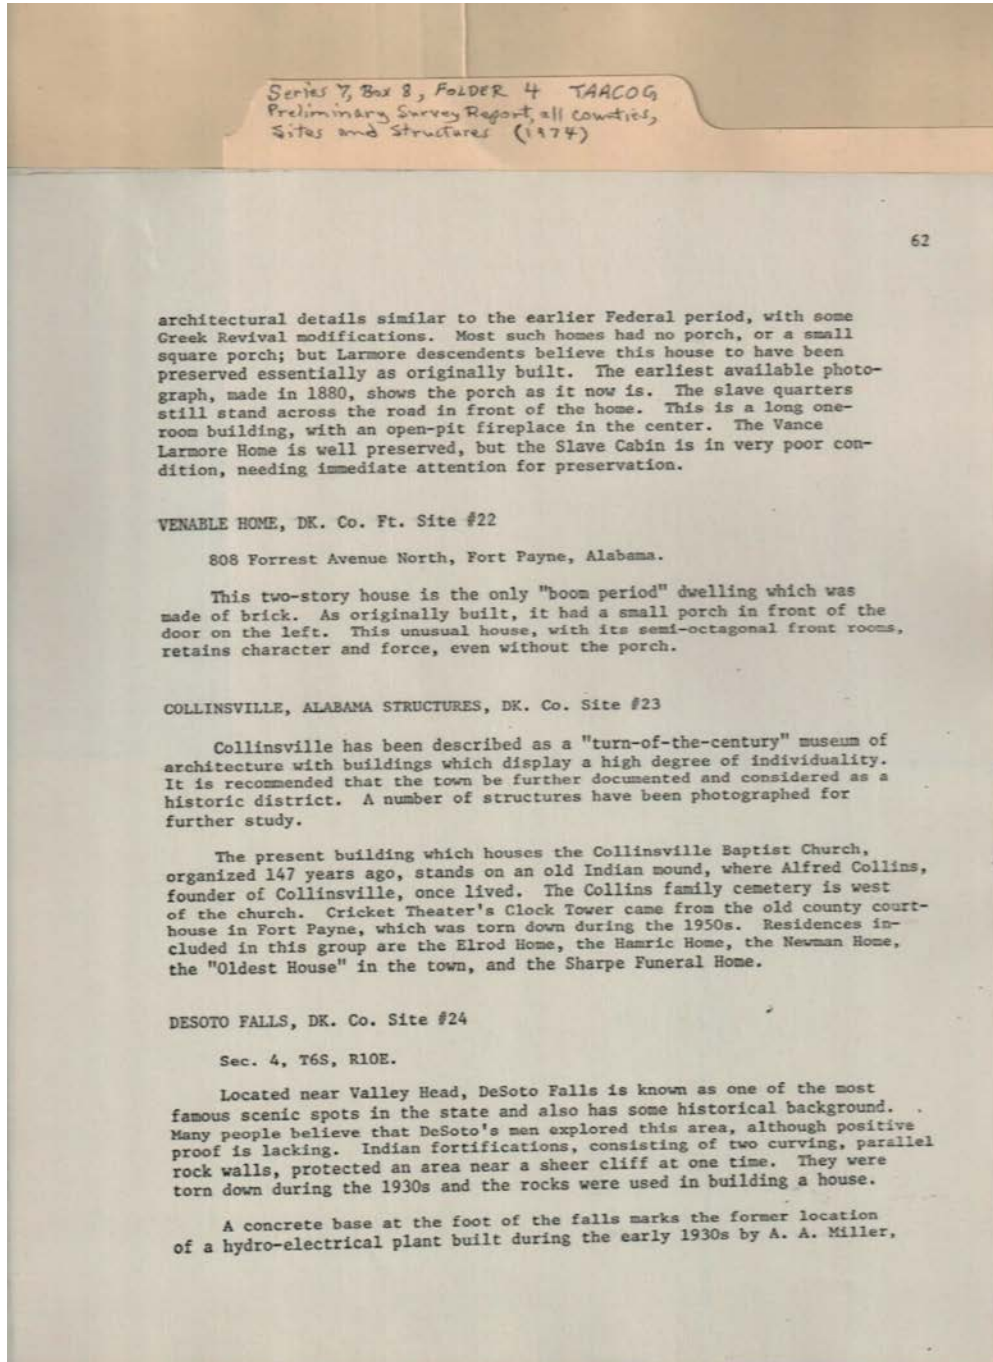 Series 7, Box 8, FOLDER 4 TAACOG
Preliminary Survey Report, all counties,
Sites and Structures (1974)
62
architectural details similar to the earlier Federal period, with some
Greek Revival modifications. Most such homes had no porch, or a small
square porch; but Larmore descendents believe this house to have been
preserved essentially as originally built. The earliest available photo-
graph, made in 1880, shows the porch as it now is. The slave quarters
still stand across the road in front of the home. This is a long one-
room building, with an open-pit fireplace in the center. The Vance
Larmore Home is well preserved, but the Slave Cabin is in very poor con-
dition, needing immediate attention for preservation.
VENABLE HOME, DK. Co. Ft. Site #22
808 Forrest Avenue North, Fort Payne, Alabama.
This two-story house is the only "boom period" dwelling which was
made of brick. As originally built, it had a small porch in front of the
door on the left. This unusual house, with its semi-octagonal front rooms,
retains character and force, even without the porch.
COLLINSVILLE, ALABAMA STRUCTURES, DK. Co. Site #23
Collinsville has been described as a "turn-of-the-century" museum of
architecture with buildings which display a high degree of individuality.
It is recommended that the town be further documented and considered as a
historic district. A number of structures have been photographed for
further study.
The present building which houses the Collinsville Baptist Church,
organized 147 years ago, stands on an old Indian mound, where Alfred Collins,
founder of Collinsville, once lived. The Collins family cemetery is west
of the church. Cricket Theater's Clock Tower came from the old county court-
house in Fort Payne, which was torn down during the 1950s. Residences in-
cluded in this group are the Elrod Home, the Hamric Home, the Newman Home,
the "Oldest House" in the town, and the Sharpe Funeral Home.
DESOTO FALLS, DK. Co. Site #24
Sec. 4, T6S, R10E.
Located near Valley Head, DeSoto Falls is known as one of the most
famous scenic spots in the state and also has some historical background.
Many people believe that DeSoto's men explored this area, although positive
proof is lacking. Indian fortifications, consisting of two curving, parallel
rock walls, protected an area near a sheer cliff at one time. They were
torn down during the 1930s and the rocks were used in building a house.
A concrete base at the foot of the falls marks the former location
of a hydro-electrical plant built during the early 1930s by A. A. Miller,